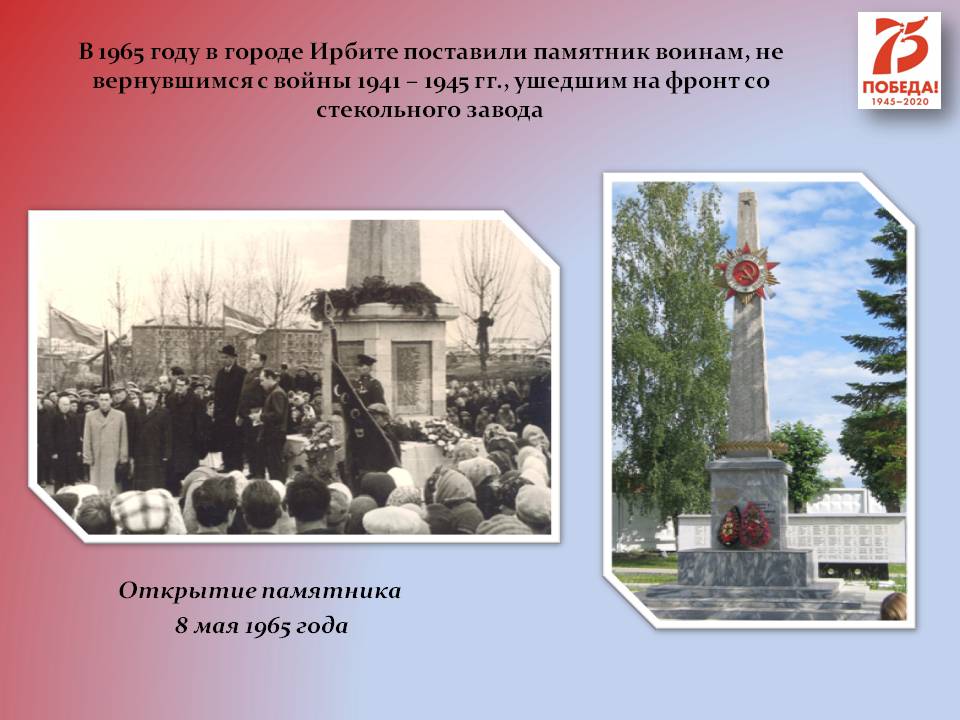 В 1965 году в городе Ирбите поставили памятник воинам, не
вернувшимся с войны 1941 – 1945 гг., ушедшим на фронт со
стекольного завода
75
ПОБЕДА!
1945–2020
Открытие памятника
8 мая 1965 года